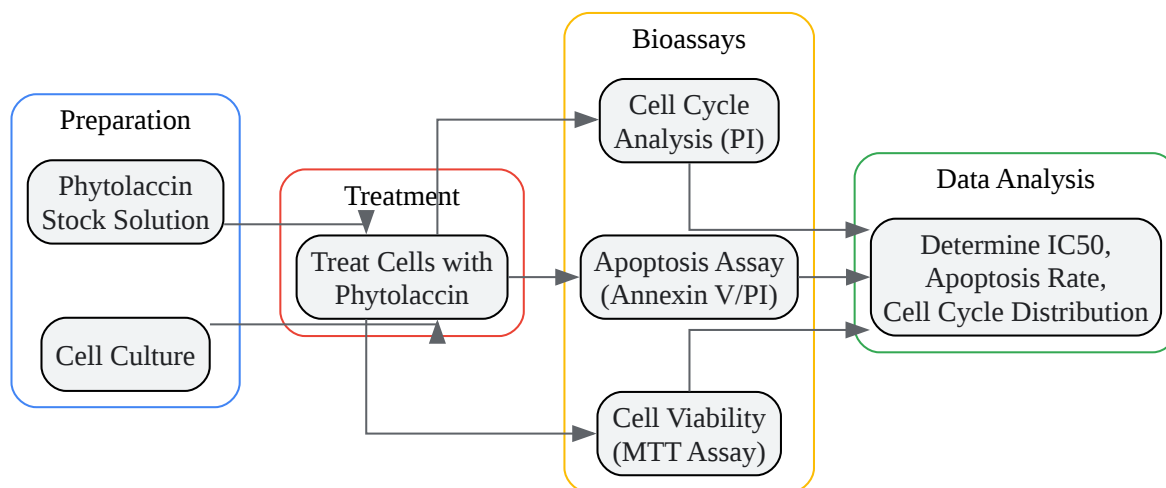 Preparation
Phytolaccin
Stock Solution
Cell Culture
Treatment
Treat Cells with
Phytolaccin
Bioassays
Cell Cycle
Analysis (PI)
Apoptosis Assay
(Annexin V/PI)
Cell Viability
(MTT Assay)
Data Analysis
Determine IC50,
Apoptosis Rate,
Cell Cycle Distribution